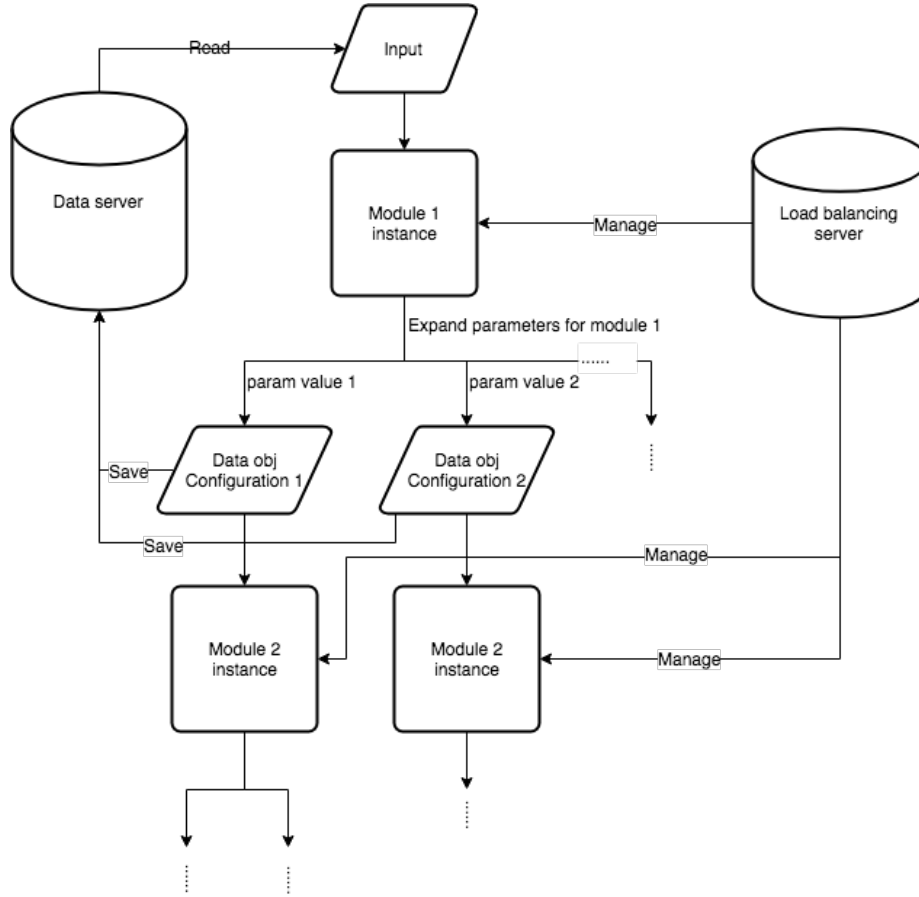 Read
Input
Data server
Module 1
instance
Manage
Load balancing
server
Expand parameters for module 1
......
param value 1
param value 2
Data obj
Configuration 1
Data obj
Configuration 2
Save
Save
Manage
Module 2
instance
Module 2
instance
Manage